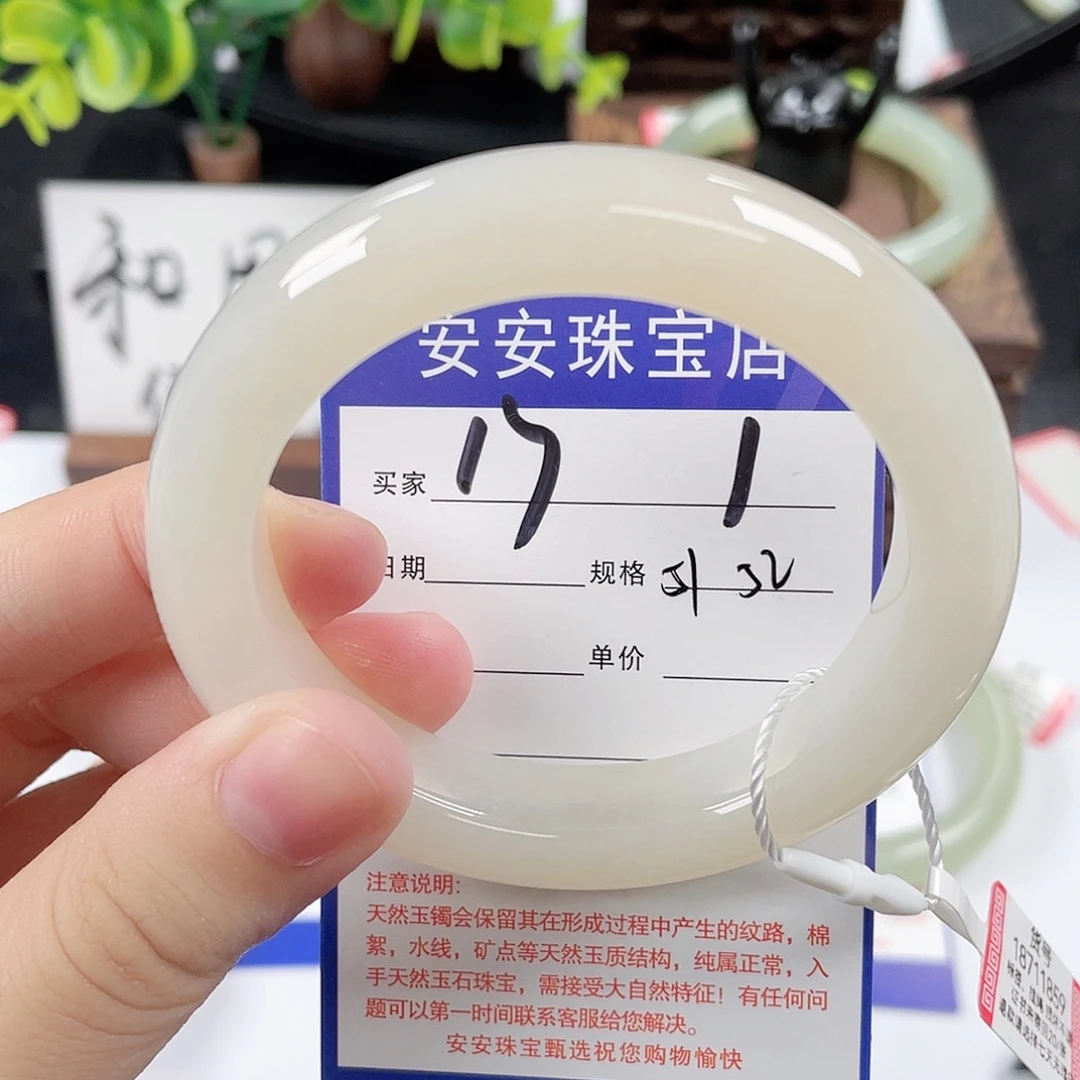 和田
安安珠宝店
买家 17 1
日期 规格 51 52
单价
注意说明:
天然玉镯会保留其在形成过程中产生的纹路，棉
絮，水线，矿点等天然玉质结构，纯属正常，入
手天然玉石珠宝，需接受大自然特征！有任何问
题可以第一时间联系客服给您解决。
安安珠宝甄选祝您购物愉快
货号
18711859